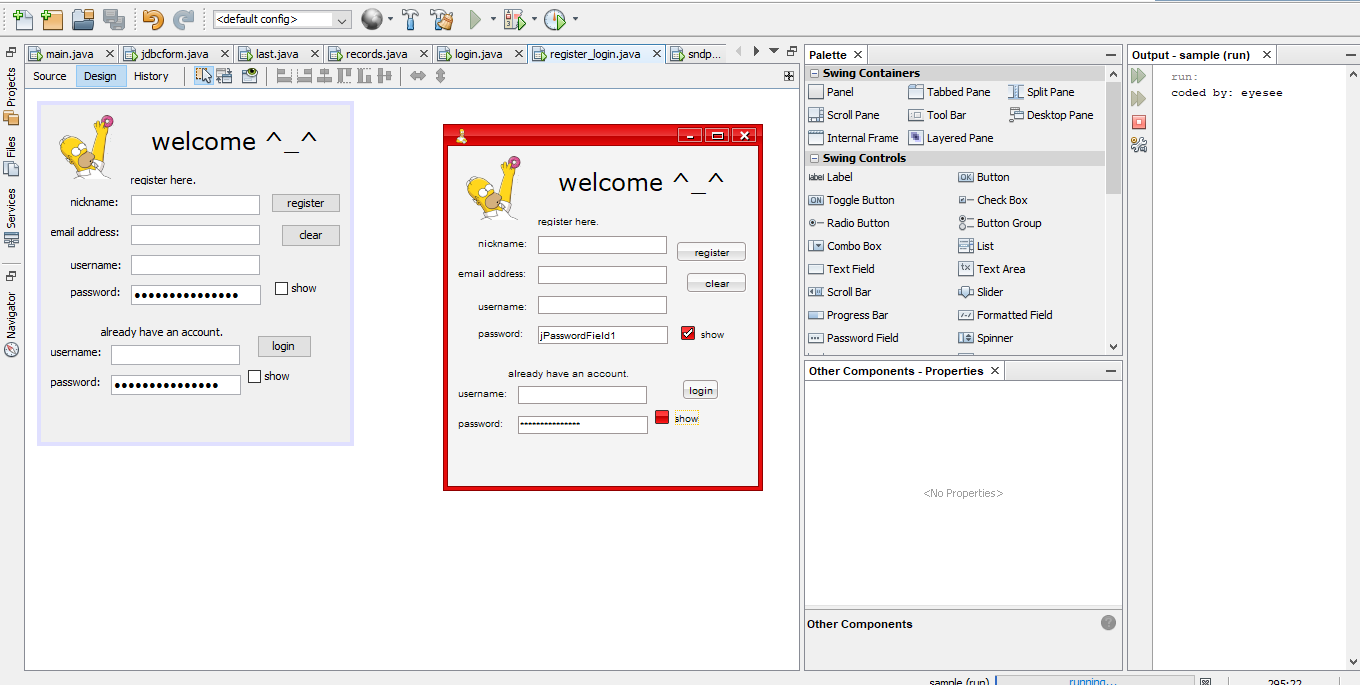 <default config>
main.java
jdbcform.java
last.java
records.java
login.java
register_login.java
sndp...
Source Design History
Projects
Files
Services
Navigator
welcome ^_^
register here.
nickname:
register
email address:
clear
username:
password: ●●●●●●●●●●●●●●●
show
already have an account.
username:
login
password: ●●●●●●●●●●●●●●●
show
welcome ^_^
register here.
nickname:
register
email address:
clear
username:
password: jPasswordField1
show
already have an account.
username:
login
password: ***************
show
Palette
Swing Containers
Panel Tabbed Pane Split Pane
Scroll Pane Tool Bar Desktop Pane
Internal Frame Layered Pane
Swing Controls
label Label OK Button
ON Toggle Button Check Box
Radio Button Button Group
Combo Box List
Text Field Text Area
Scroll Bar Slider
Progress Bar Formatted Field
Password Field Spinner
Other Components - Properties
<No Properties>
Other Components
Output - sample (run)
run:
coded by: eyesee
sample (run)
running...
295:22